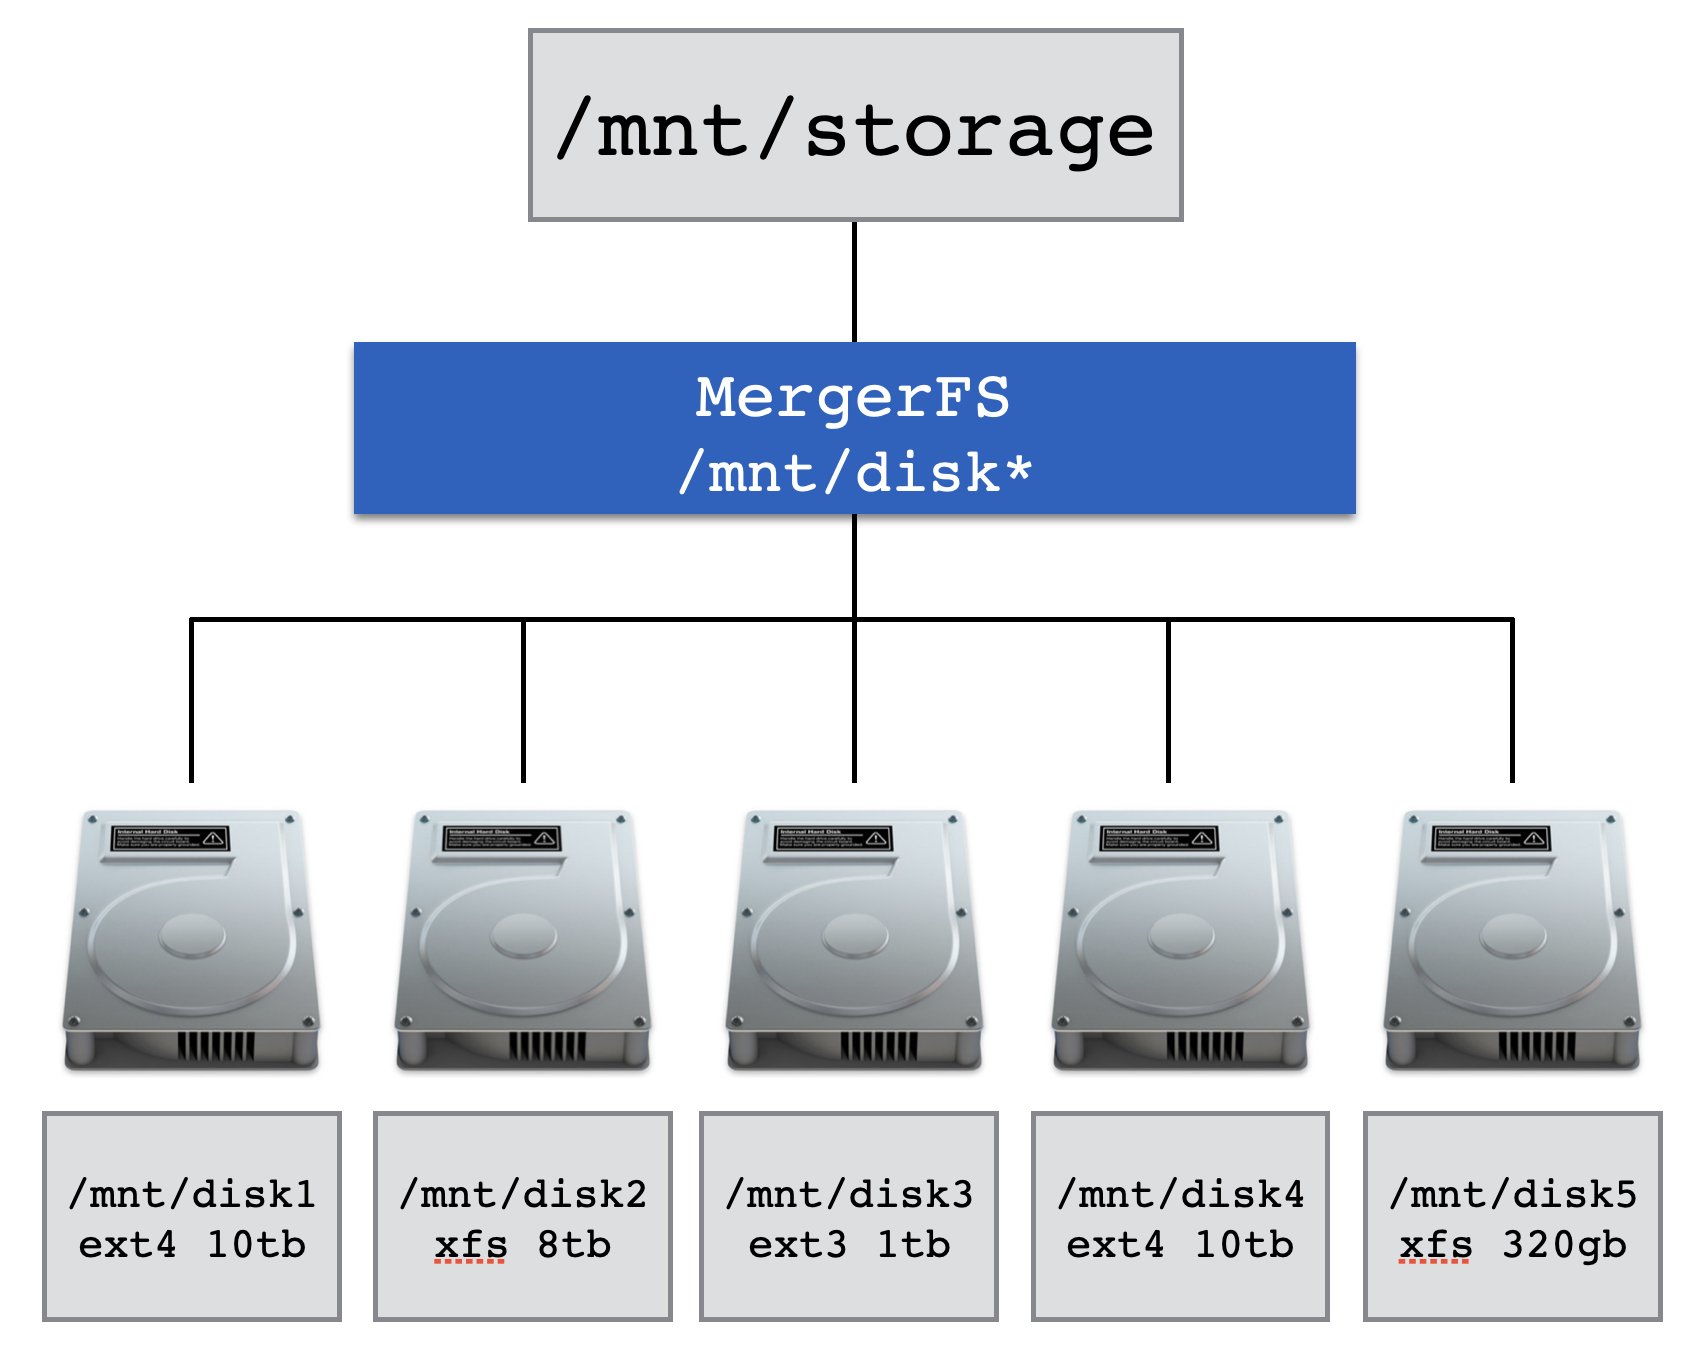 /mnt/storage
MergerFS
/mnt/disk*
Internal Hard Disk
Internal Hard Disk
Internal Hard Disk
Internal Hard Disk
Internal Hard Disk
/mnt/disk1
ext4 10tb
/mnt/disk2
xfs 8tb
/mnt/disk3
ext3 1tb
/mnt/disk4
ext4 10tb
/mnt/disk5
xfs 320gb